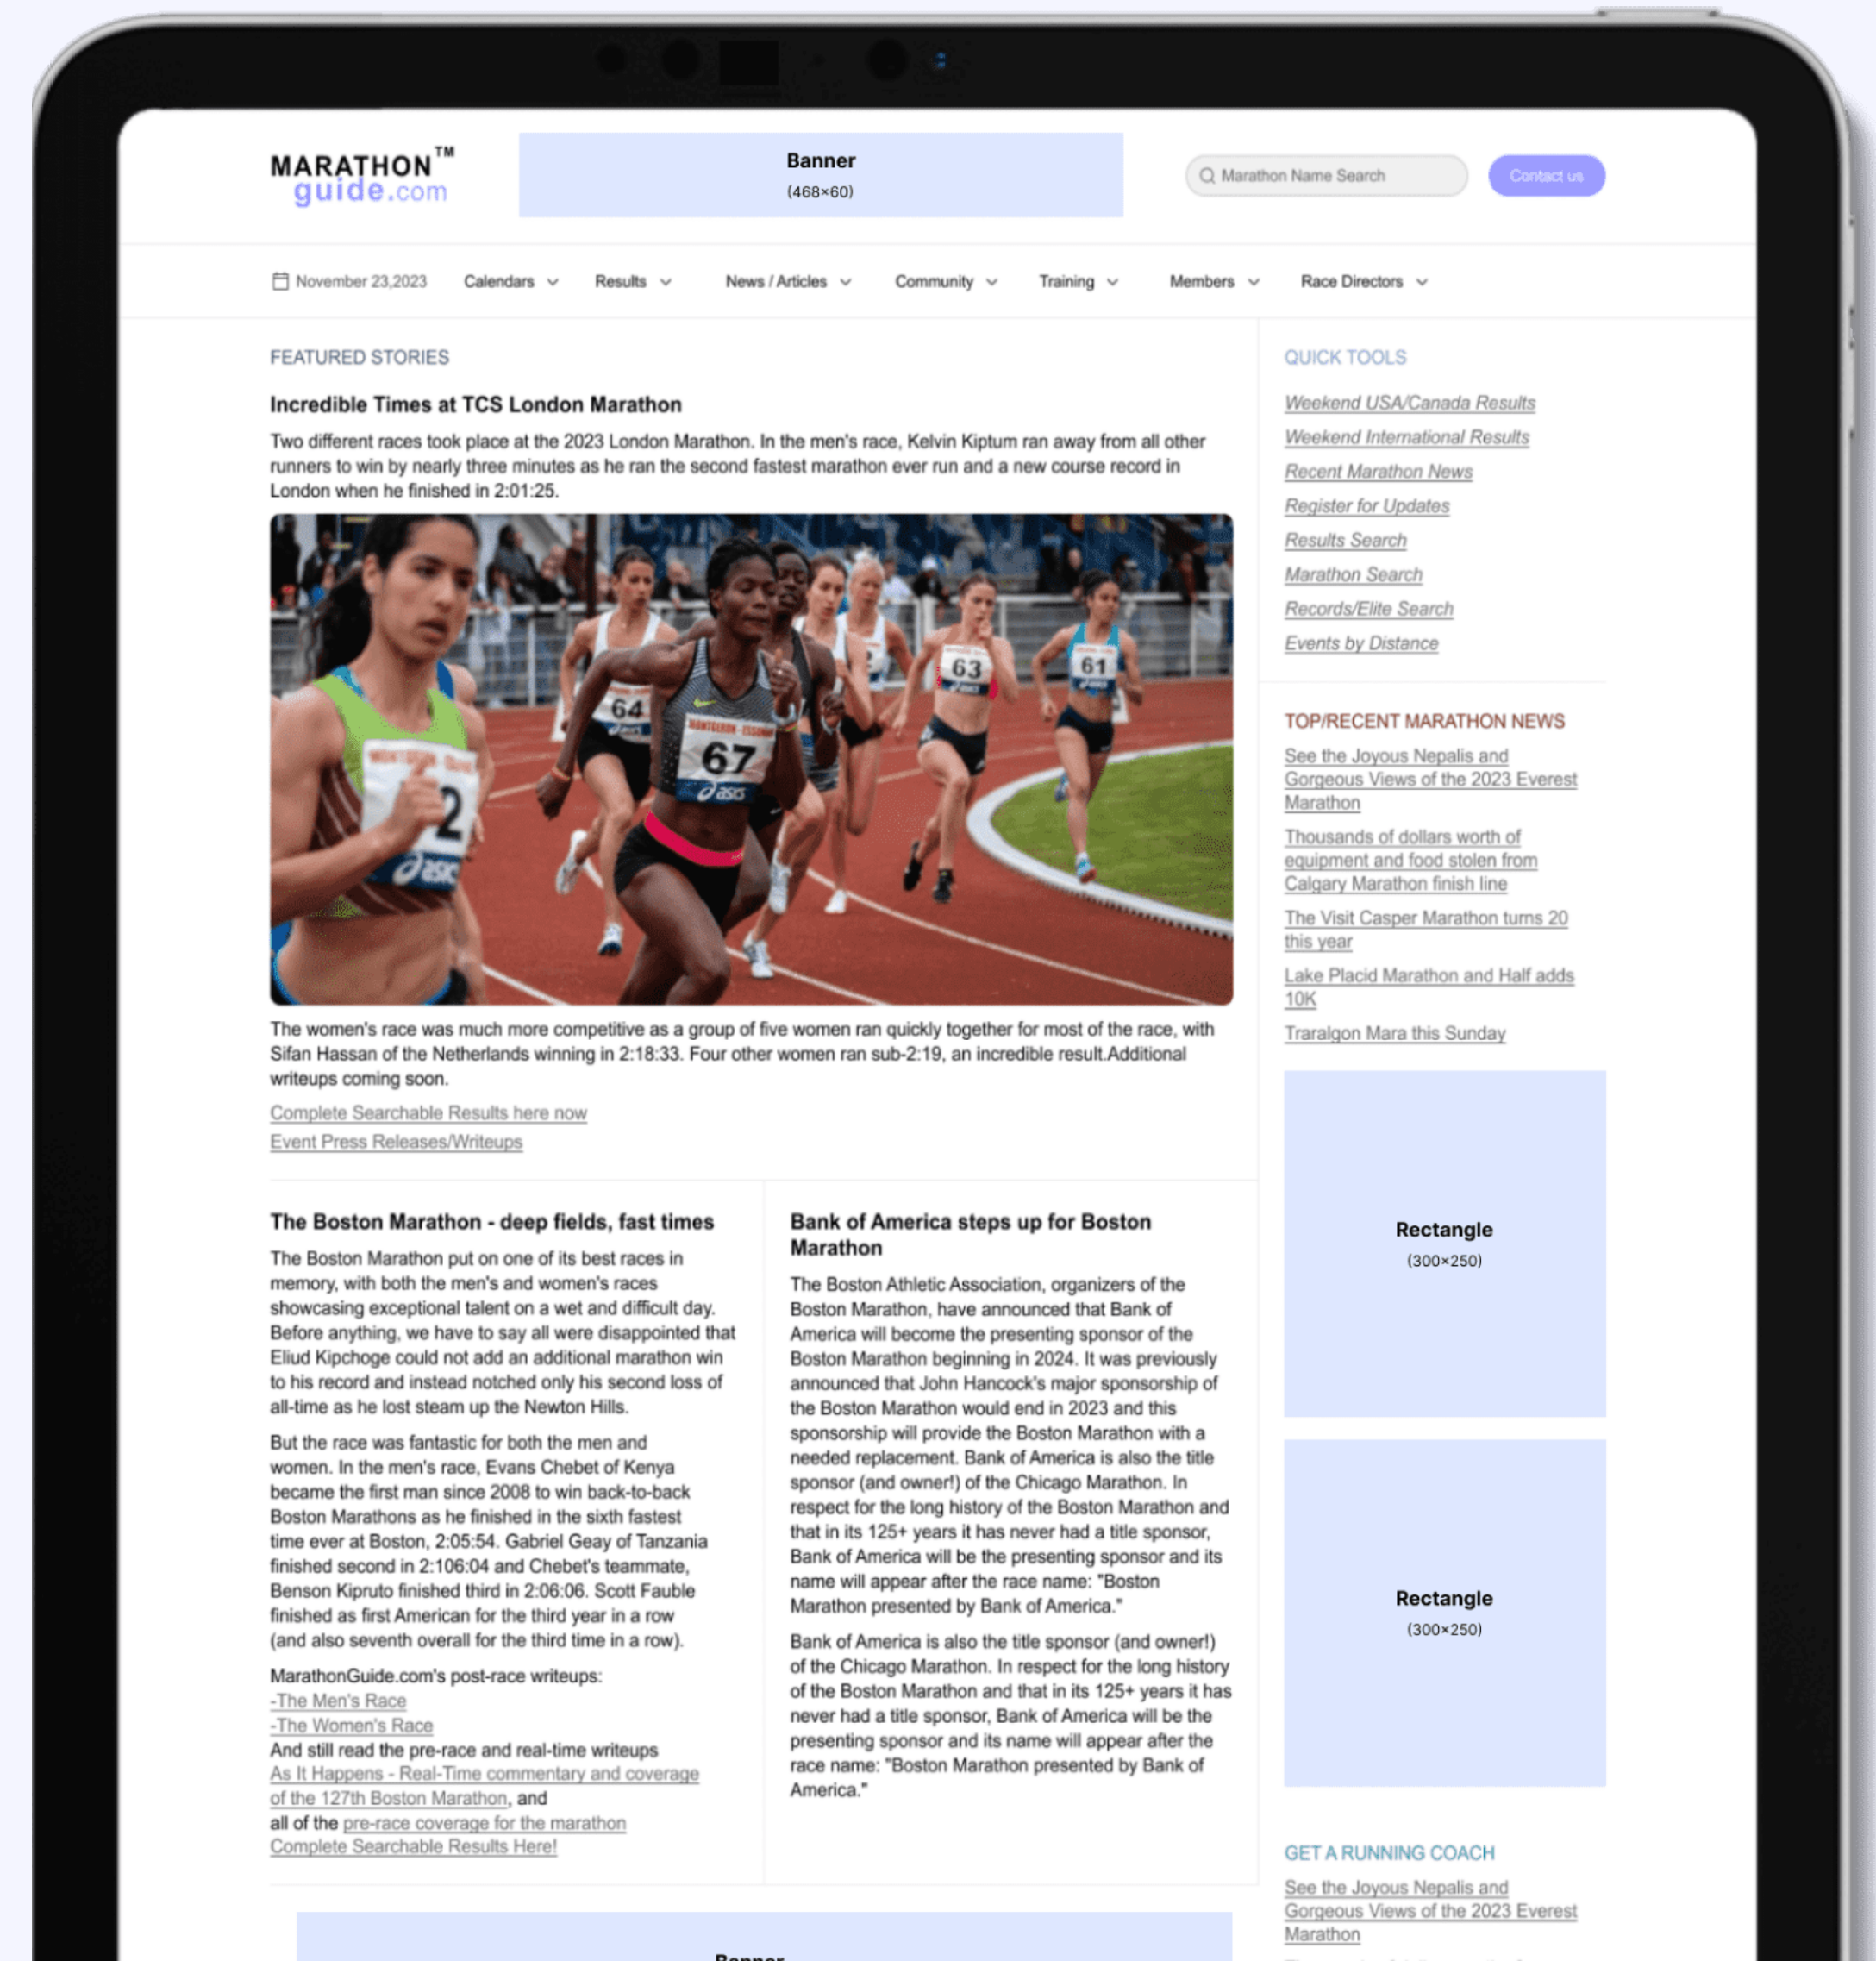 MARATHON™
guide.com
Banner
(468×60)
Marathon Name Search
Contact us
November 23,2023
Calendars
Results
News / Articles
Community
Training
Members
Race Directors
FEATURED STORIES
Incredible Times at TCS London Marathon
Two different races took place at the 2023 London Marathon. In the men's race, Kelvin Kiptum ran away from all other
runners to win by nearly three minutes as he ran the second fastest marathon ever run and a new course record in
London when he finished in 2:01:25.
64
67
asics
63
61
2
The women's race was much more competitive as a group of five women ran quickly together for most of the race, with
Sifan Hassan of the Netherlands winning in 2:18:33. Four other women ran sub-2:19, an incredible result.Additional
writeups coming soon.
Complete Searchable Results here now
Event Press Releases/Writeups
The Boston Marathon - deep fields, fast times
The Boston Marathon put on one of its best races in
memory, with both the men's and women's races
showcasing exceptional talent on a wet and difficult day.
Before anything, we have to say all were disappointed that
Eliud Kipchoge could not add an additional marathon win
to his record and instead notched only his second loss of
all-time as he lost steam up the Newton Hills.
But the race was fantastic for both the men and
women. In the men's race, Evans Chebet of Kenya
became the first man since 2008 to win back-to-back
Boston Marathons as he finished in the sixth fastest
time ever at Boston, 2:05:54. Gabriel Geay of Tanzania
finished second in 2:106:04 and Chebet's teammate,
Benson Kipruto finished third in 2:06:06. Scott Fauble
finished as first American for the third year in a row
(and also seventh overall for the third time in a row).
MarathonGuide.com's post-race writeups:
-The Men's Race
-The Women's Race
And still read the pre-race and real-time writeups
As It Happens - Real-Time commentary and coverage
of the 127th Boston Marathon, and
all of the pre-race coverage for the marathon
Complete Searchable Results Here!
Bank of America steps up for Boston
Marathon
The Boston Athletic Association, organizers of the
Boston Marathon, have announced that Bank of
America will become the presenting sponsor of the
Boston Marathon beginning in 2024. It was previously
announced that John Hancock's major sponsorship of
the Boston Marathon would end in 2023 and this
sponsorship will provide the Boston Marathon with a
needed replacement. Bank of America is also the title
sponsor (and owner!) of the Chicago Marathon. In
respect for the long history of the Boston Marathon and
that in its 125+ years it has never had a title sponsor,
Bank of America will be the presenting sponsor and its
name will appear after the race name: "Boston
Marathon presented by Bank of America."
Bank of America is also the title sponsor (and owner!)
of the Chicago Marathon. In respect for the long history
of the Boston Marathon and that in its 125+ years it has
never had a title sponsor, Bank of America will be the
presenting sponsor and its name will appear after the
race name: "Boston Marathon presented by Bank of
America."
Banner
QUICK TOOLS
Weekend USA/Canada Results
Weekend International Results
Recent Marathon News
Register for Updates
Results Search
Marathon Search
Records/Elite Search
Events by Distance
TOP/RECENT MARATHON NEWS
See the Joyous Nepalis and
Gorgeous Views of the 2023 Everest
Marathon
Thousands of dollars worth of
equipment and food stolen from
Calgary Marathon finish line
The Visit Casper Marathon turns 20
this year
Lake Placid Marathon and Half adds
10K
Traralgon Mara this Sunday
Rectangle
(300×250)
Rectangle
(300×250)
GET A RUNNING COACH
See the Joyous Nepalis and
Gorgeous Views of the 2023 Everest
Marathon